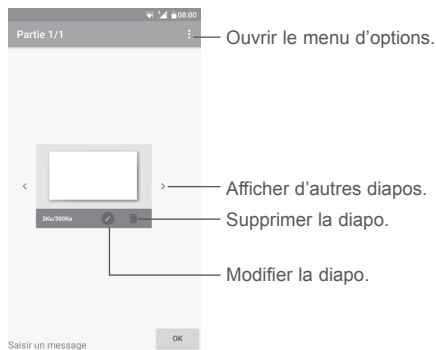 08:00
Partie 1/1
Ouvrir le menu d'options.
Afficher d'autres diapos.
3Ko/300Ko
Supprimer la diapo.
Modifier la diapo.
OK
Saisir un message